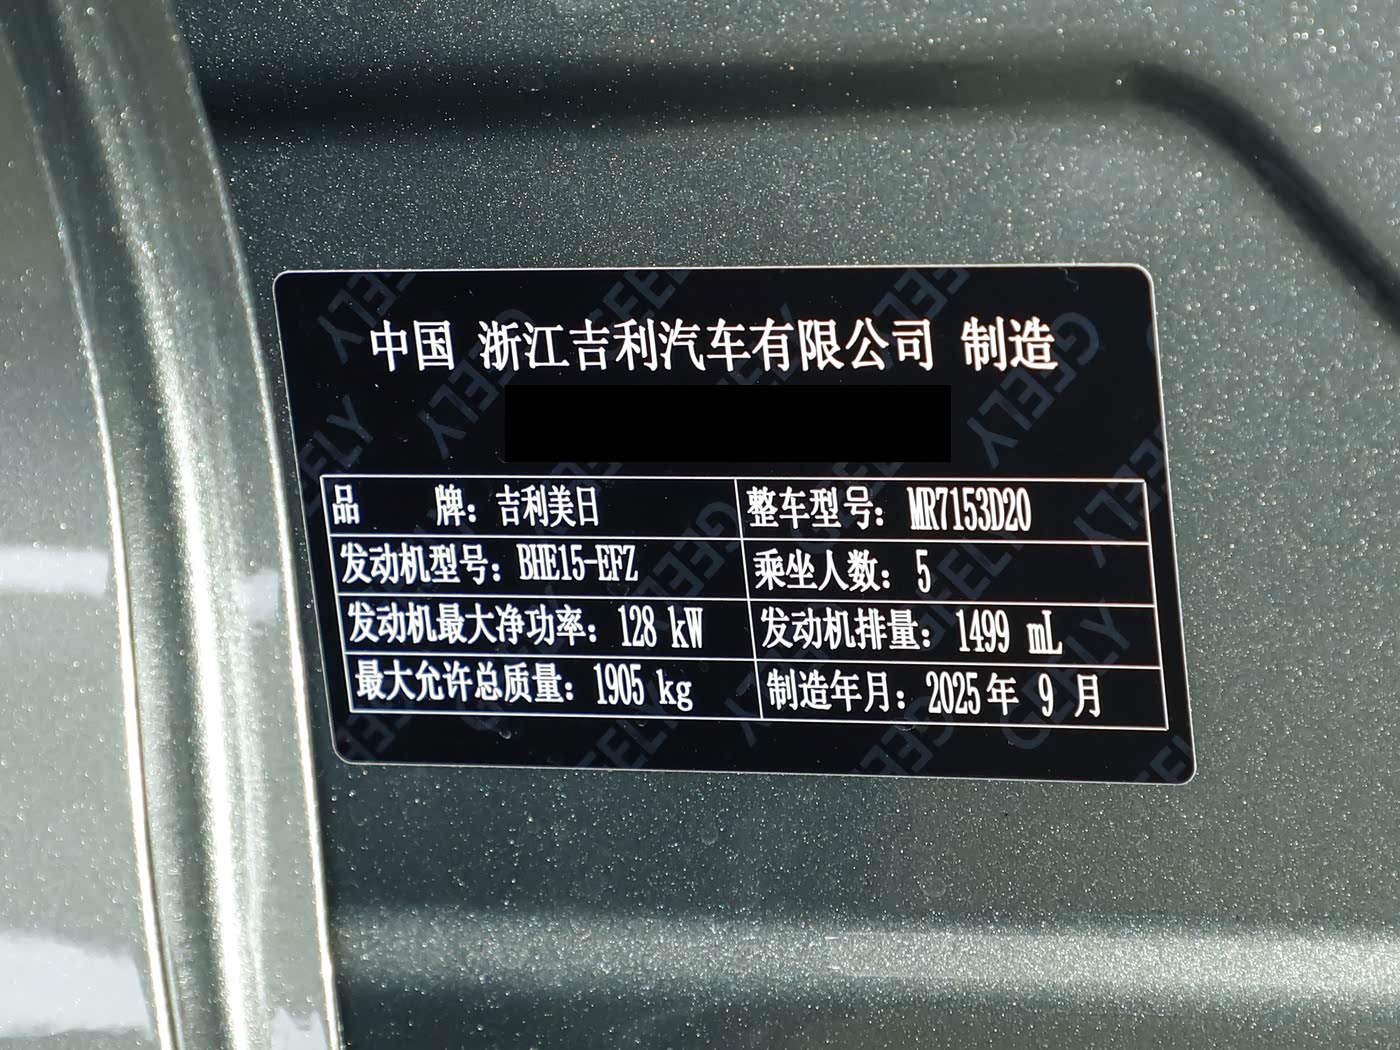 中国 浙江吉利汽车有限公司 制造
品 牌：吉利美日 整车型号：MR7153D20
发动机型号：BHE15-EFZ 乘坐人数：5
发动机最大净功率：128 kW 发动机排量：1499 mL
最大允许总质量：1905 kg 制造年月：2025年 9 月